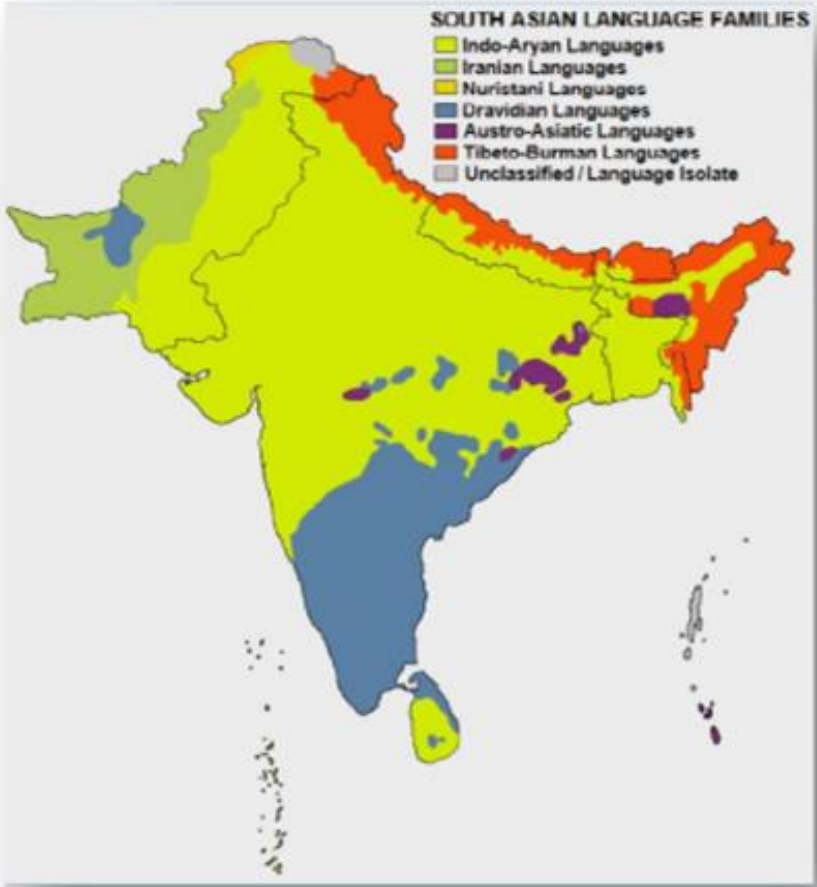 SOUTH ASIAN LANGUAGE FAMILIES
Indo-Aryan Languages
Iranian Languages
Nuristani Languages
Dravidian Languages
Austro-Asiatic Languages
Tibeto-Burman Languages
Unclassified / Language Isolate